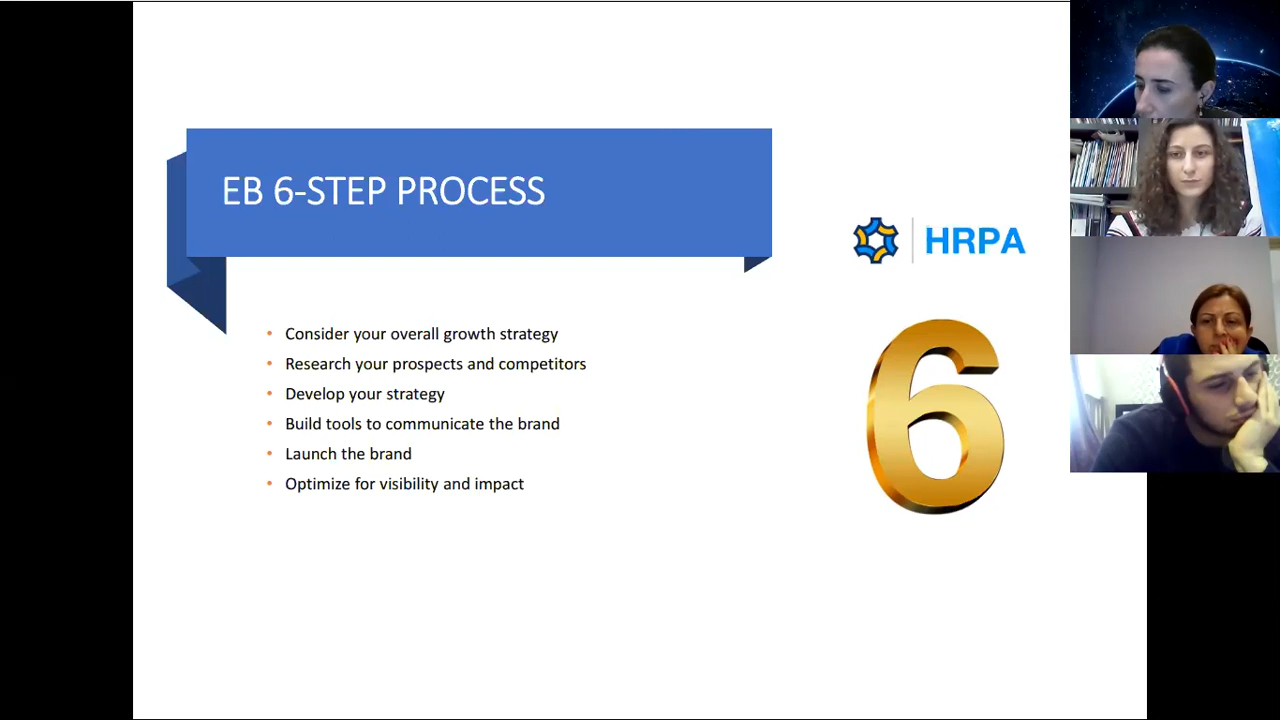 EB 6-STEP PROCESS
HRPA
• Consider your overall growth strategy
• Research your prospects and competitors
• Develop your strategy
• Build tools to communicate the brand
• Launch the brand
• Optimize for visibility and impact
6